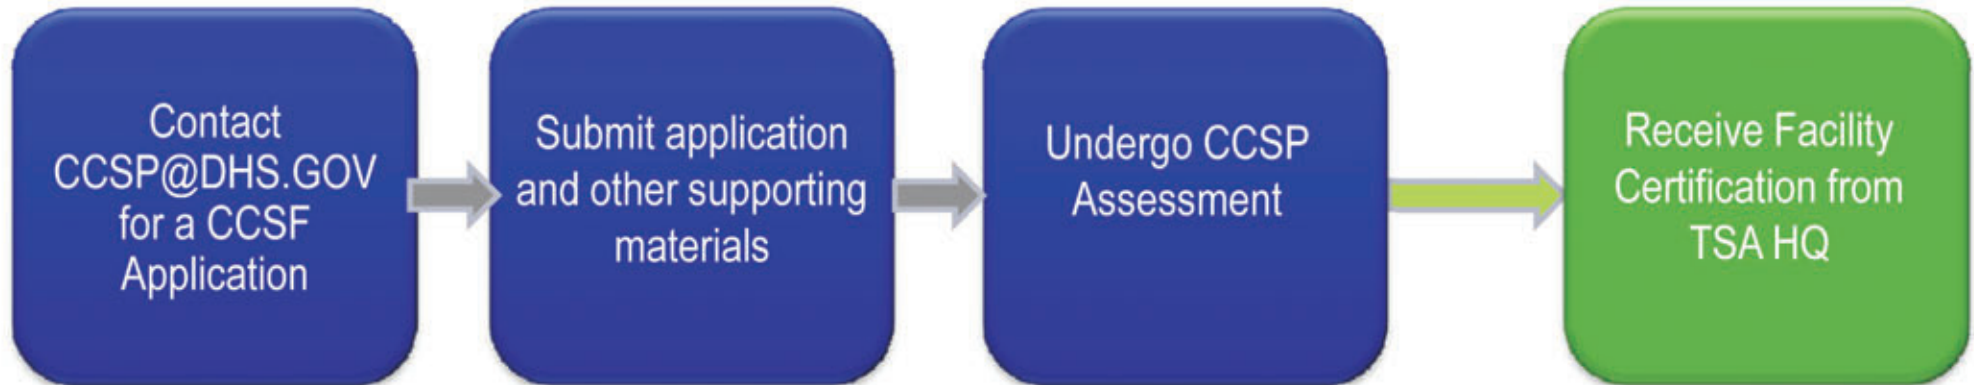 Contact
CCSP@DHS.GOV
for a CCSF
Application
Submit application
and other supporting
materials
Undergo CCSP
Assessment
Receive Facility
Certification from
TSA HQ